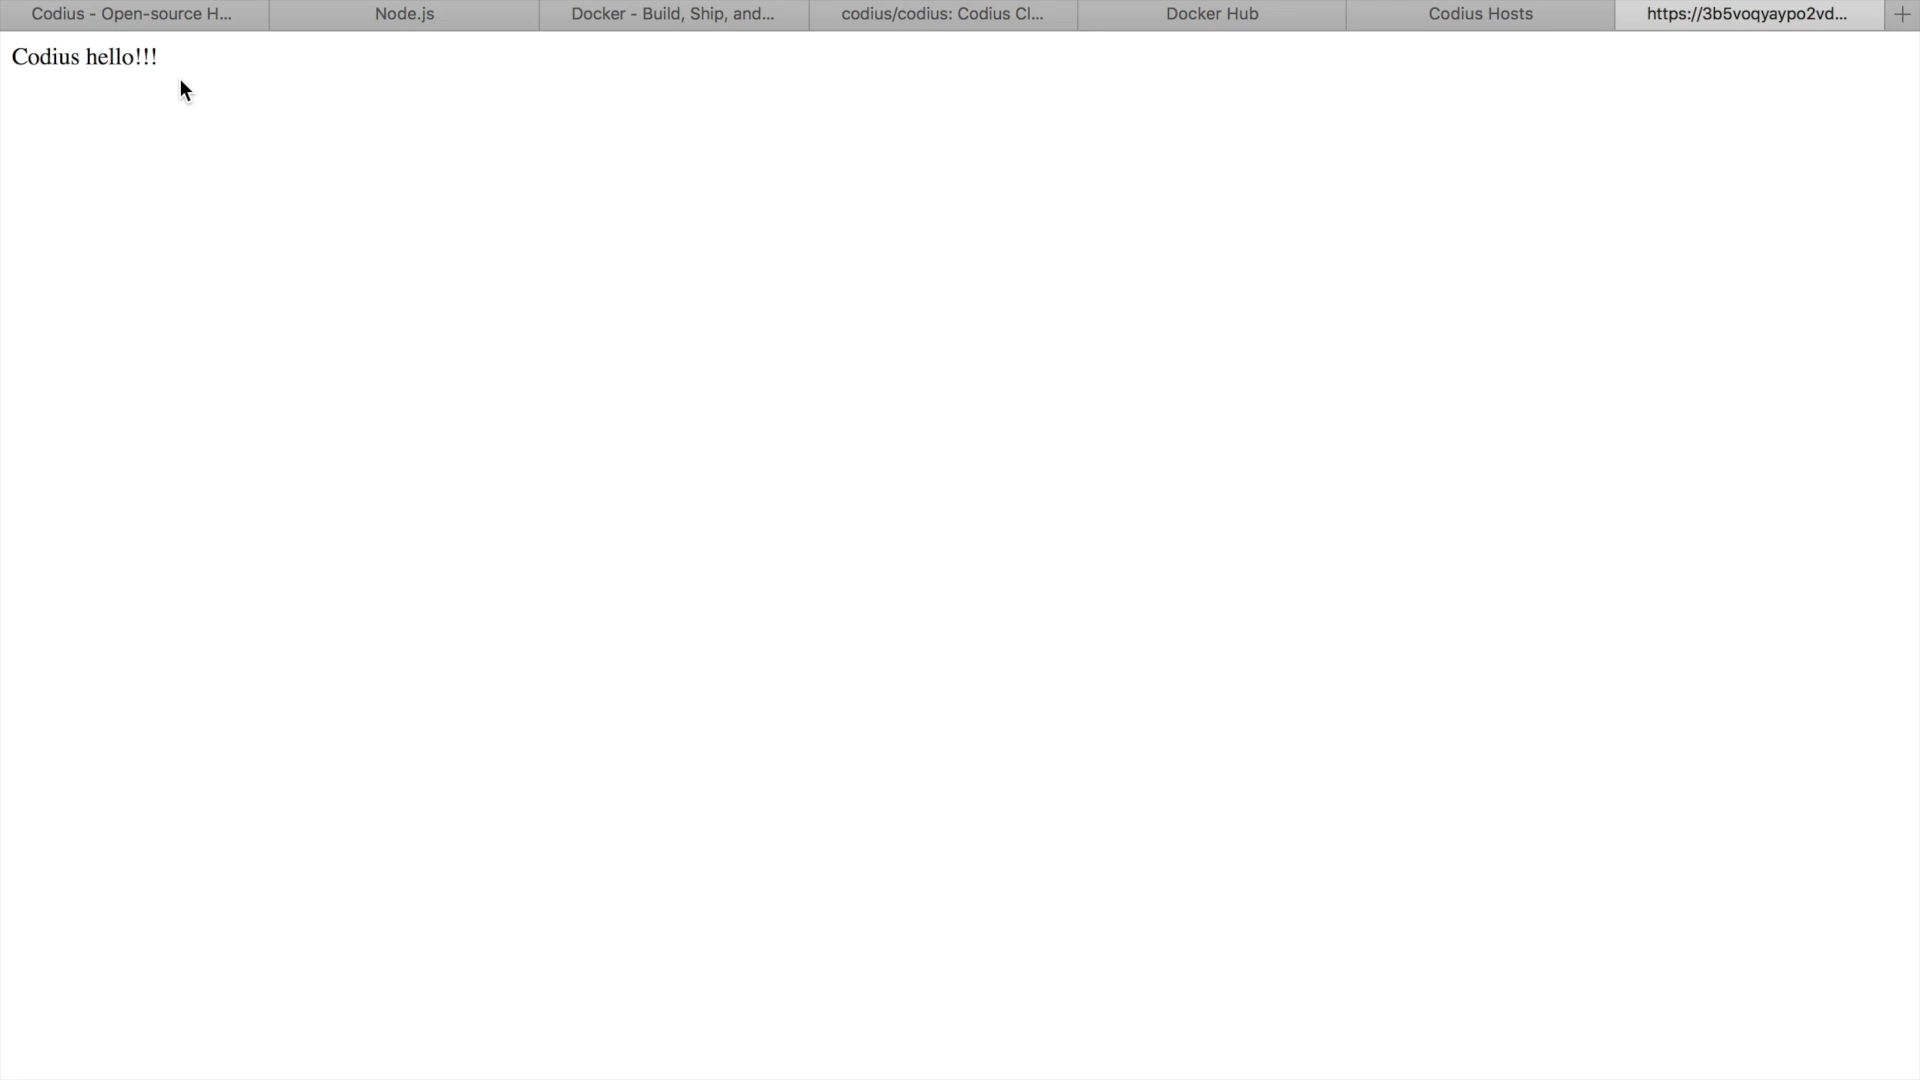 Codius - Open-source H...
Node.js
Docker - Build, Ship, and...
codius/codius: Codius Cl...
Docker Hub
Codius Hosts
https://3b5voqyaypo2vd...
Codius hello!!!